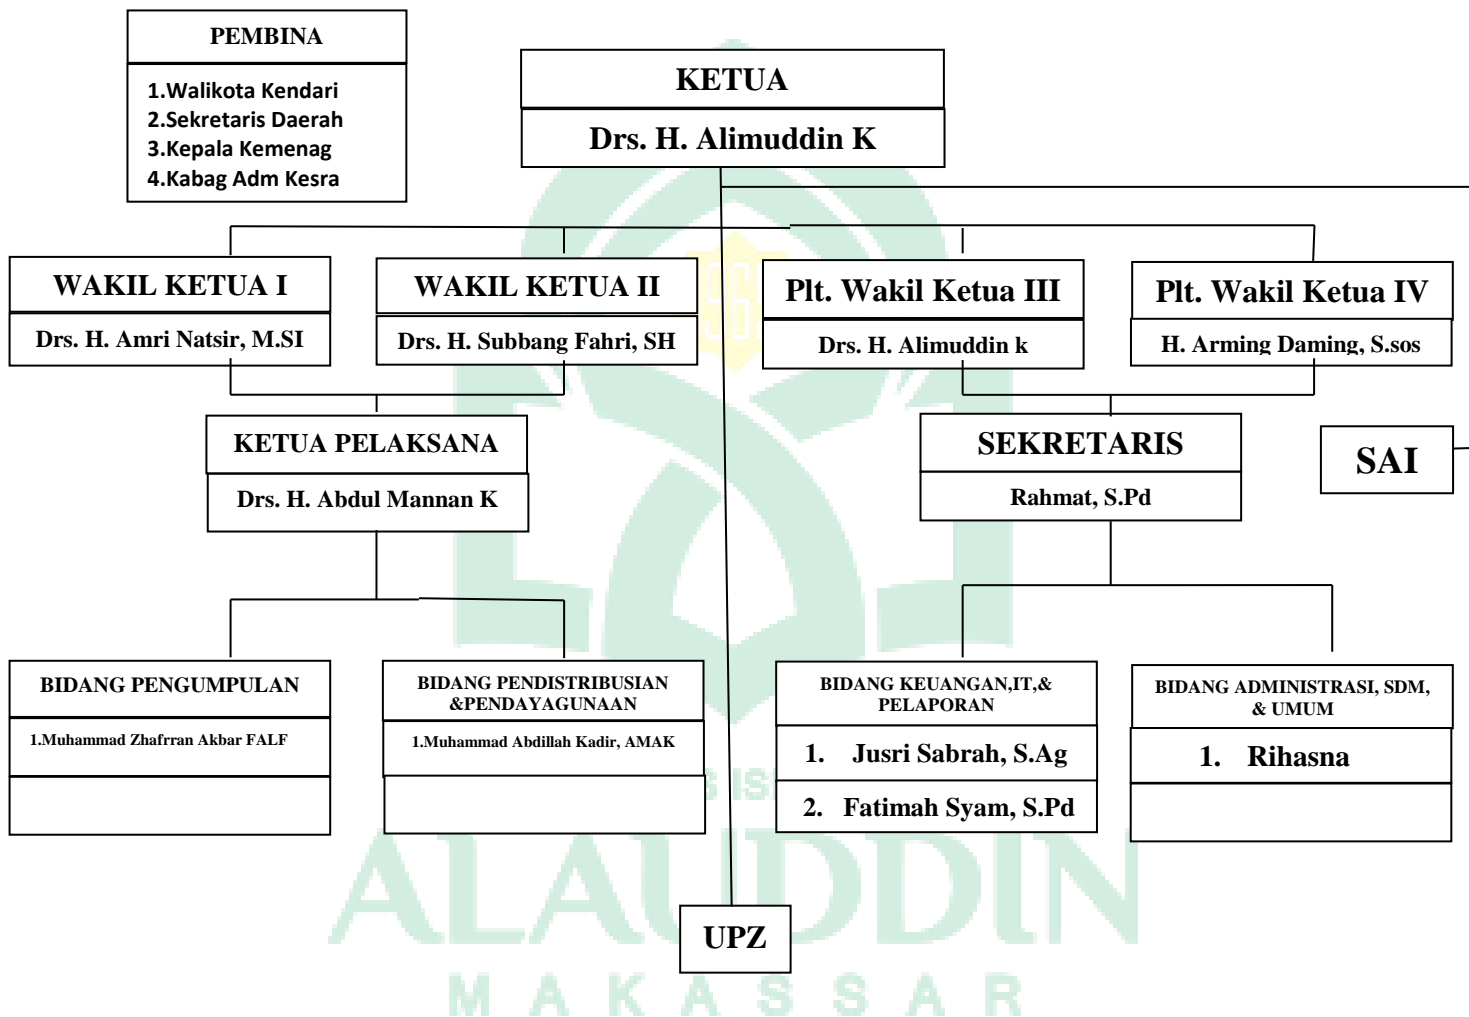 PEMBINA
1.Walikota Kendari
2.Sekretaris Daerah
3.Kepala Kemenag
4.Kabag Adm Kesra
KETUA
Drs. H. Alimuddin K
WAKIL KETUA I
Drs. H. Amri Natsir, M.SI
WAKIL KETUA II
Drs. H. Subbang Fahri, SH
Plt. Wakil Ketua III
Drs. H. Alimuddin k
Plt. Wakil Ketua IV
H. Arming Daming, S.sos
KETUA PELAKSANA
Drs. H. Abdul Mannan K
SEKRETARIS
Rahmat, S.Pd
SAI
BIDANG PENGUMPULAN
1.Muhammad Zhafrran Akbar FALF
BIDANG PENDISTRIBUSIAN
&PENDAYAGUNAAN
1.Muhammad Abdillah Kadir, AMAK
BIDANG KEUANGAN,IT,&
PELAPORAN
1. Jusri Sabrah, S.Ag
2. Fatimah Syam, S.Pd
BIDANG ADMINISTRASI, SDM,
& UMUM
1. Rihasna
UPZ
ALAUDDIN
MAKASSAR